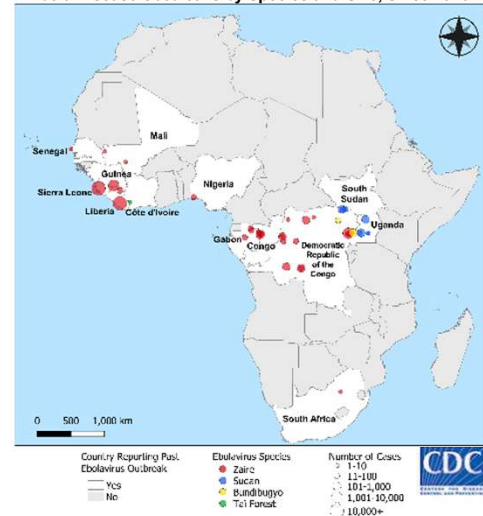 Mali
Senegal
Guinea
Sierra Leone
Liberia
Côte d'Ivoire
Nigeria
South
Sudan
Uganda
Gabon
Congo
Democratic
Republic
of the
Congo
South Africa
0 500 1,000 km
Country Reporting Past
Ebolavirus Outbreak
Yes
No
Ebolavirus Species
Zaire
Sudan
Bundibugyo
Taï Forest
Number of Cases
1-10
11-100
101-1,000
1,001-10,000
10,000+
CDC